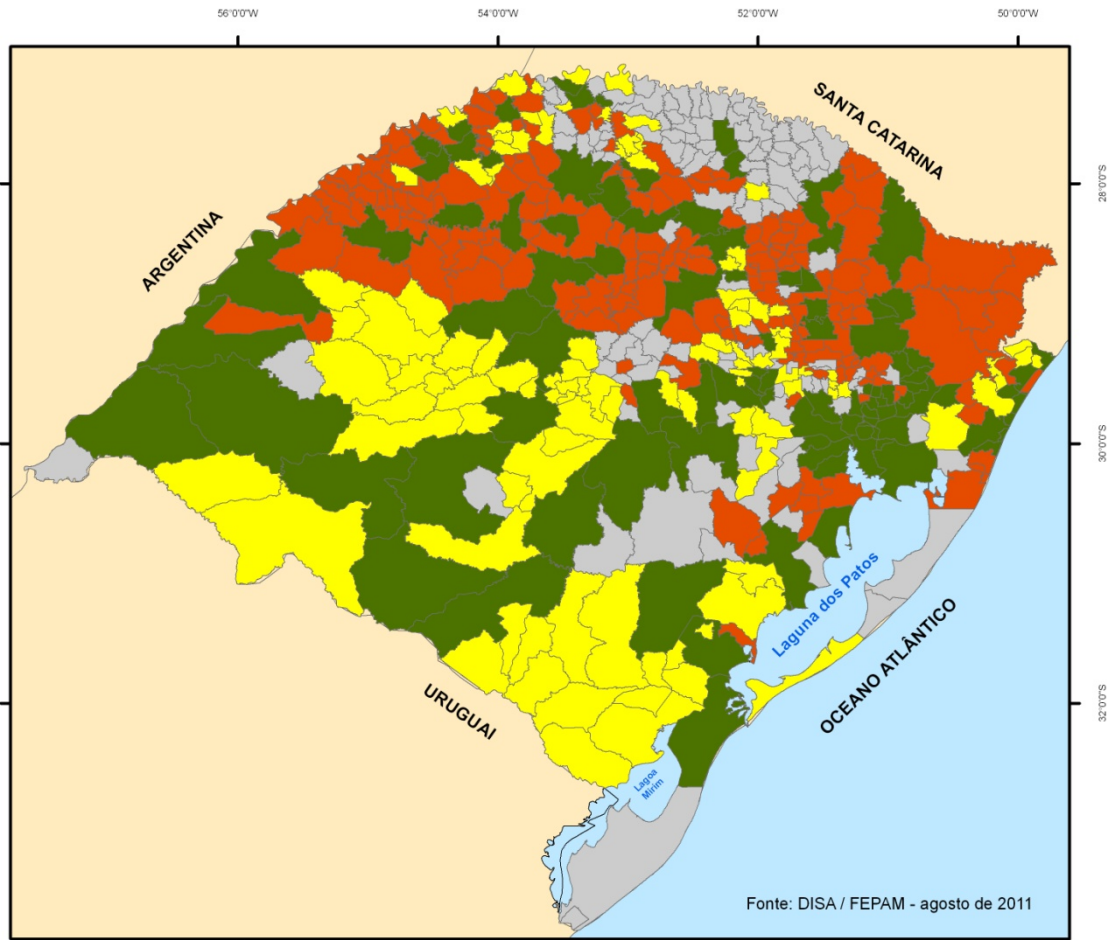 56°0'0"W
54°0'0"W
52°0'0"W
50°0'0"W
SANTA CATARINA
28°0'0"S
ARGENTINA
30°0'0"S
Laguna dos Patos
OCEANO ATLÂNTICO
URUGUAI
32°0'0"S
Lagoa
Mirim
Fonte: DISA / FEPAM - agosto de 2011